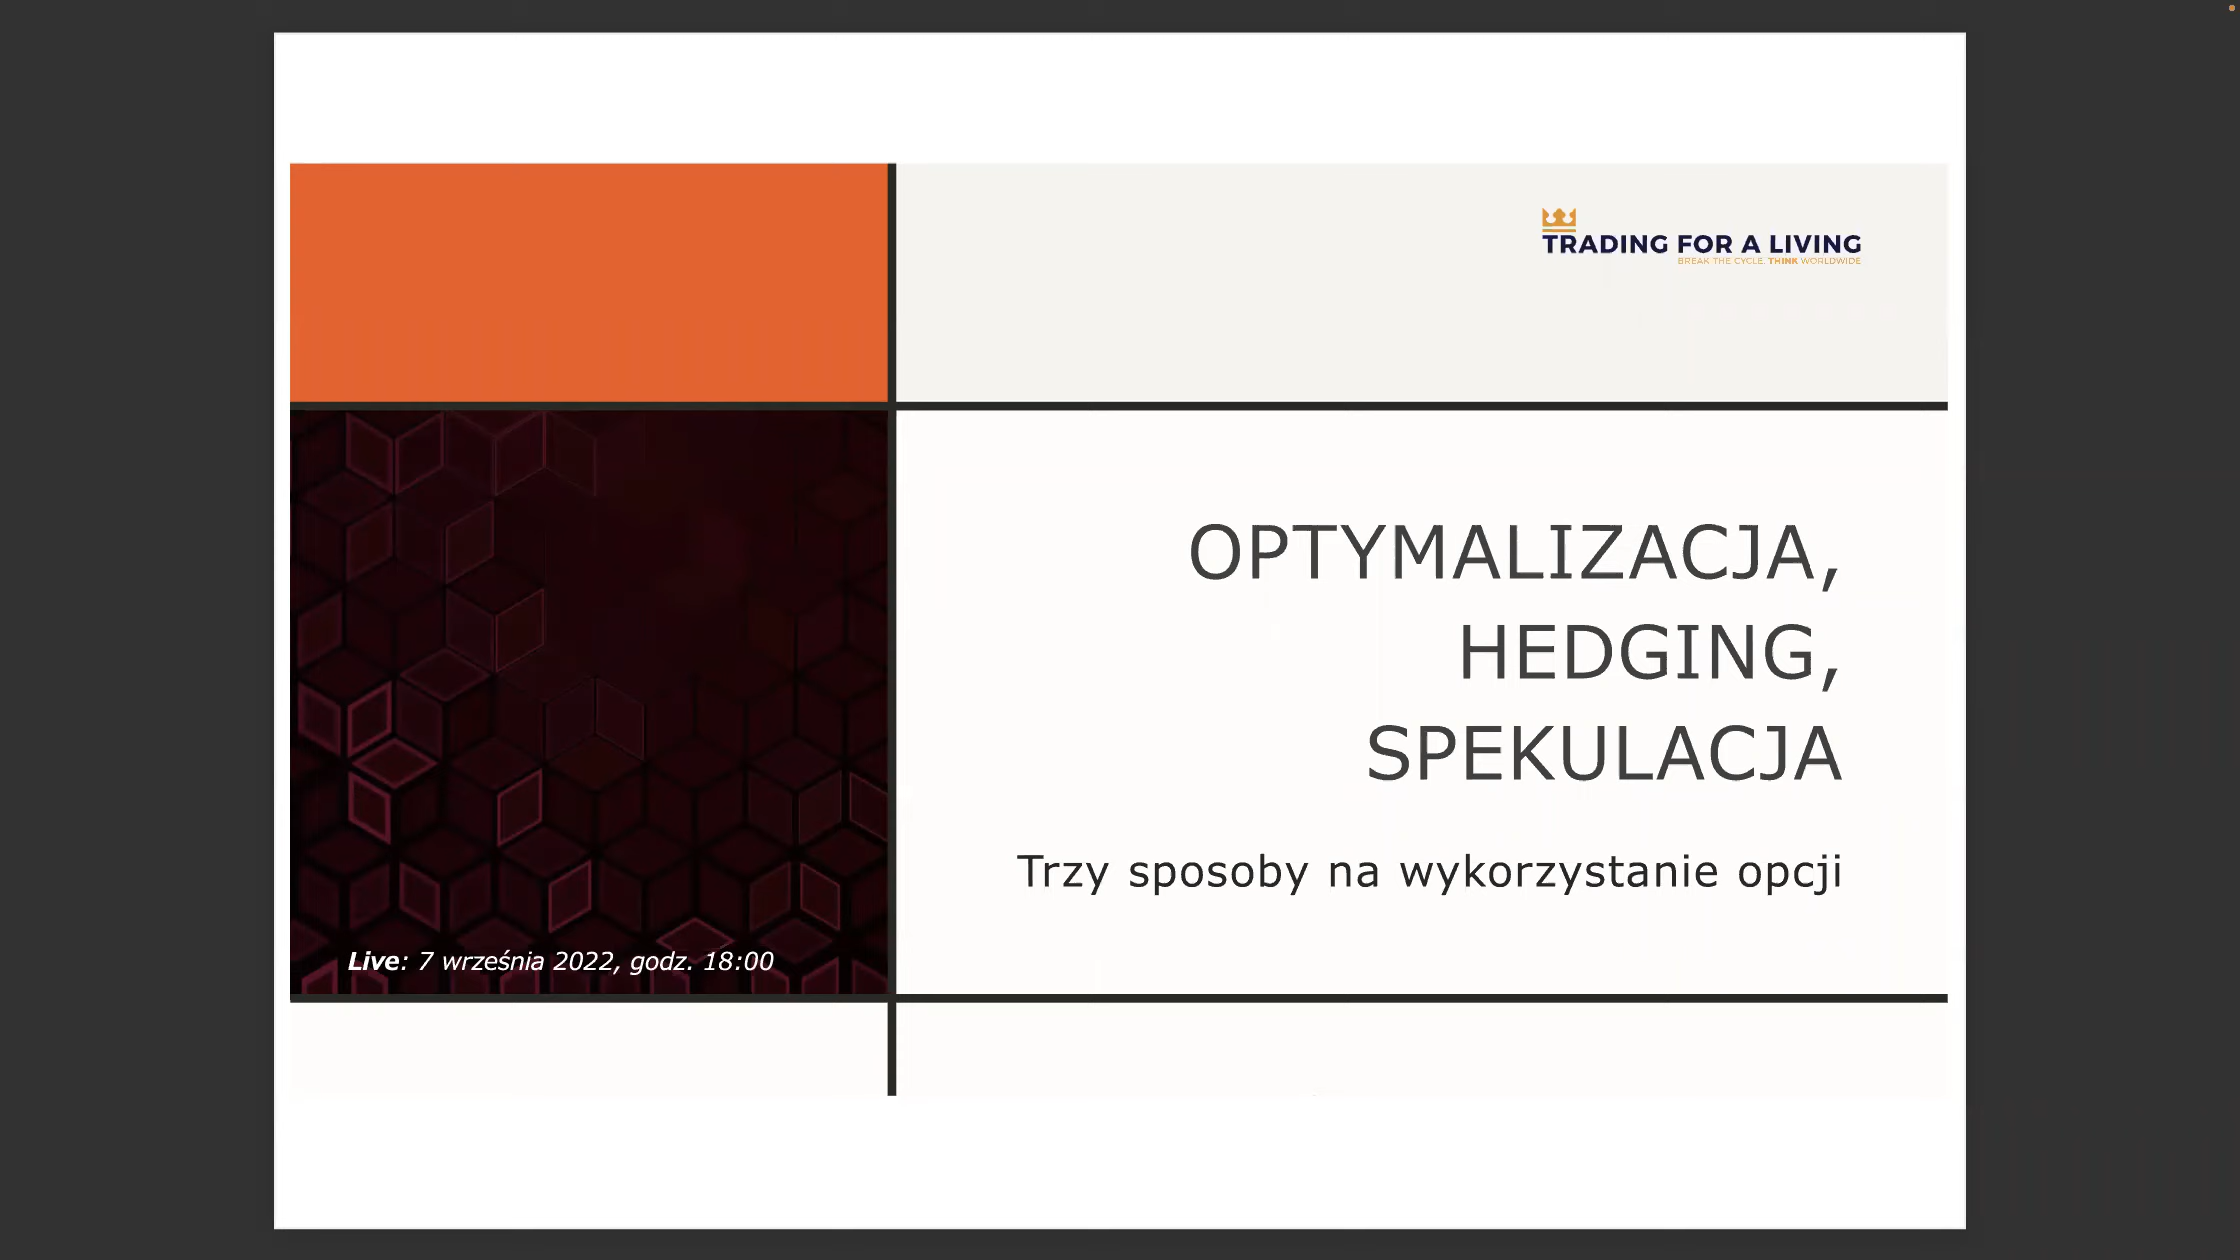 TRADING FOR A LIVING
BREAK THE CYCLE. THINK WORLDWIDE
OPTYMALIZACJA,
HEDGING,
SPEKULACJA
Trzy sposoby na wykorzystanie opcji
Live: 7 września 2022, godz. 18:00